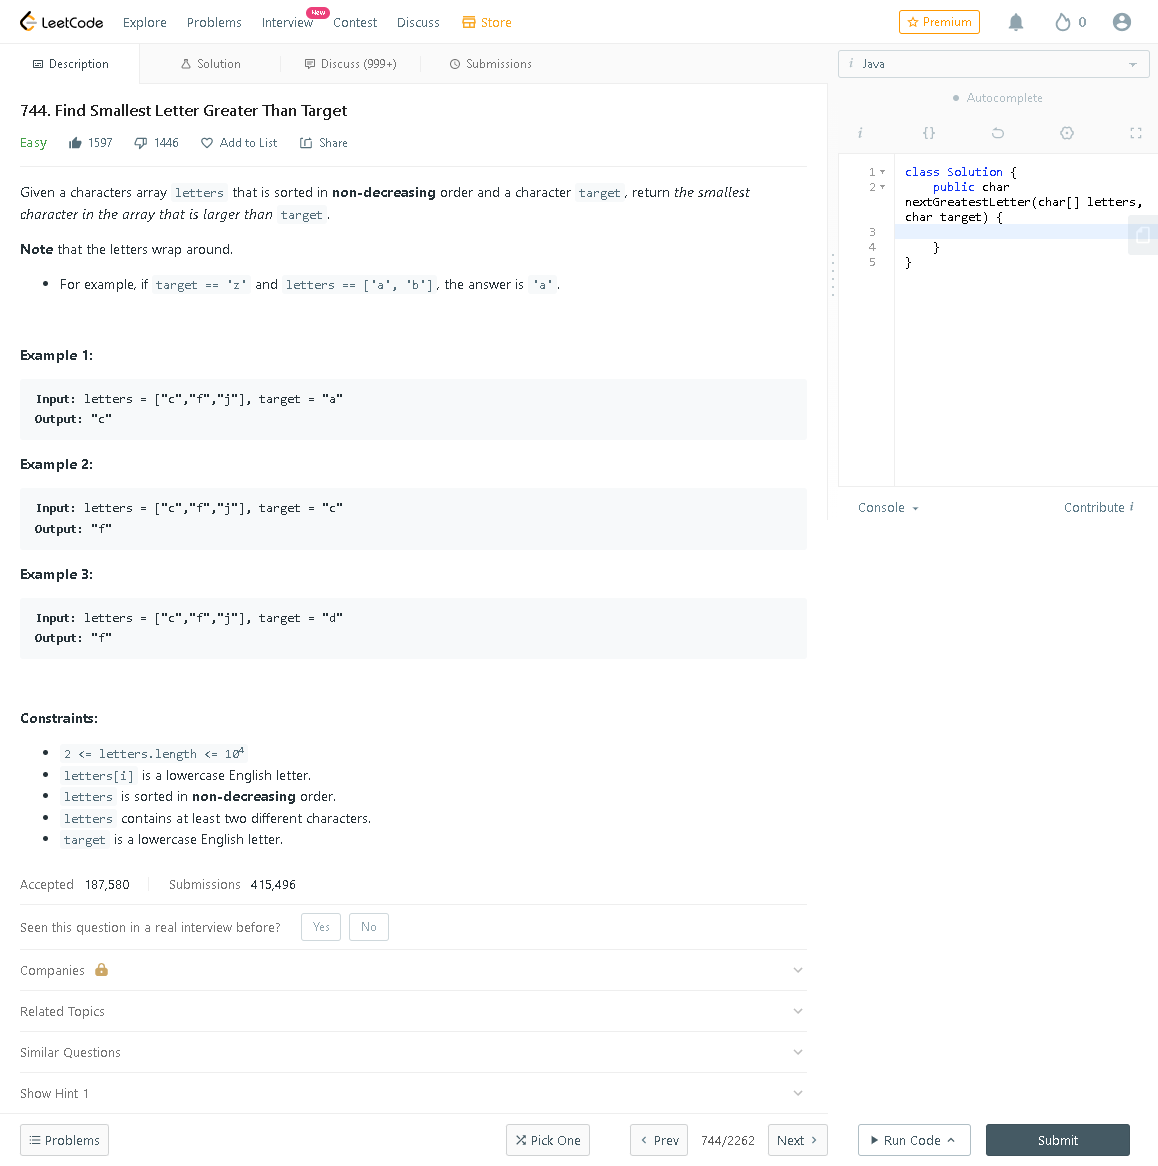 LeetCode Explore Problems Interview New Contest Discuss Store Premium 0
Description Solution Discuss (999+) Submissions
744. Find Smallest Letter Greater Than Target
Easy 1597 1446 Add to List Share
Given a characters array letters that is sorted in non-decreasing order and a character target, return the smallest
character in the array that is larger than target.
Note that the letters wrap around.
For example, if target == 'z' and letters == ['a', 'b'], the answer is 'a'.
Example 1:
Input: letters = ["c","f","j"], target = "a"
Output: "c"
Example 2:
Input: letters = ["c","f","j"], target = "c"
Output: "f"
Example 3:
Input: letters = ["c","f","j"], target = "d"
Output: "f"
Constraints:
2 <= letters.length <= 10⁴
letters[i] is a lowercase English letter.
letters is sorted in non-decreasing order.
letters contains at least two different characters.
target is a lowercase English letter.
Accepted 187,580 Submissions 415,496
Seen this question in a real interview before? Yes No
Companies
Related Topics
Similar Questions
Show Hint 1
Problems Pick One Prev 744/2262 Next
i Java
Autocomplete
i {}
1 class Solution {
2 public char
nextGreatestLetter(char[] letters,
char target) {
3
4 }
5 }
Console Contribute i
Run Code Submit